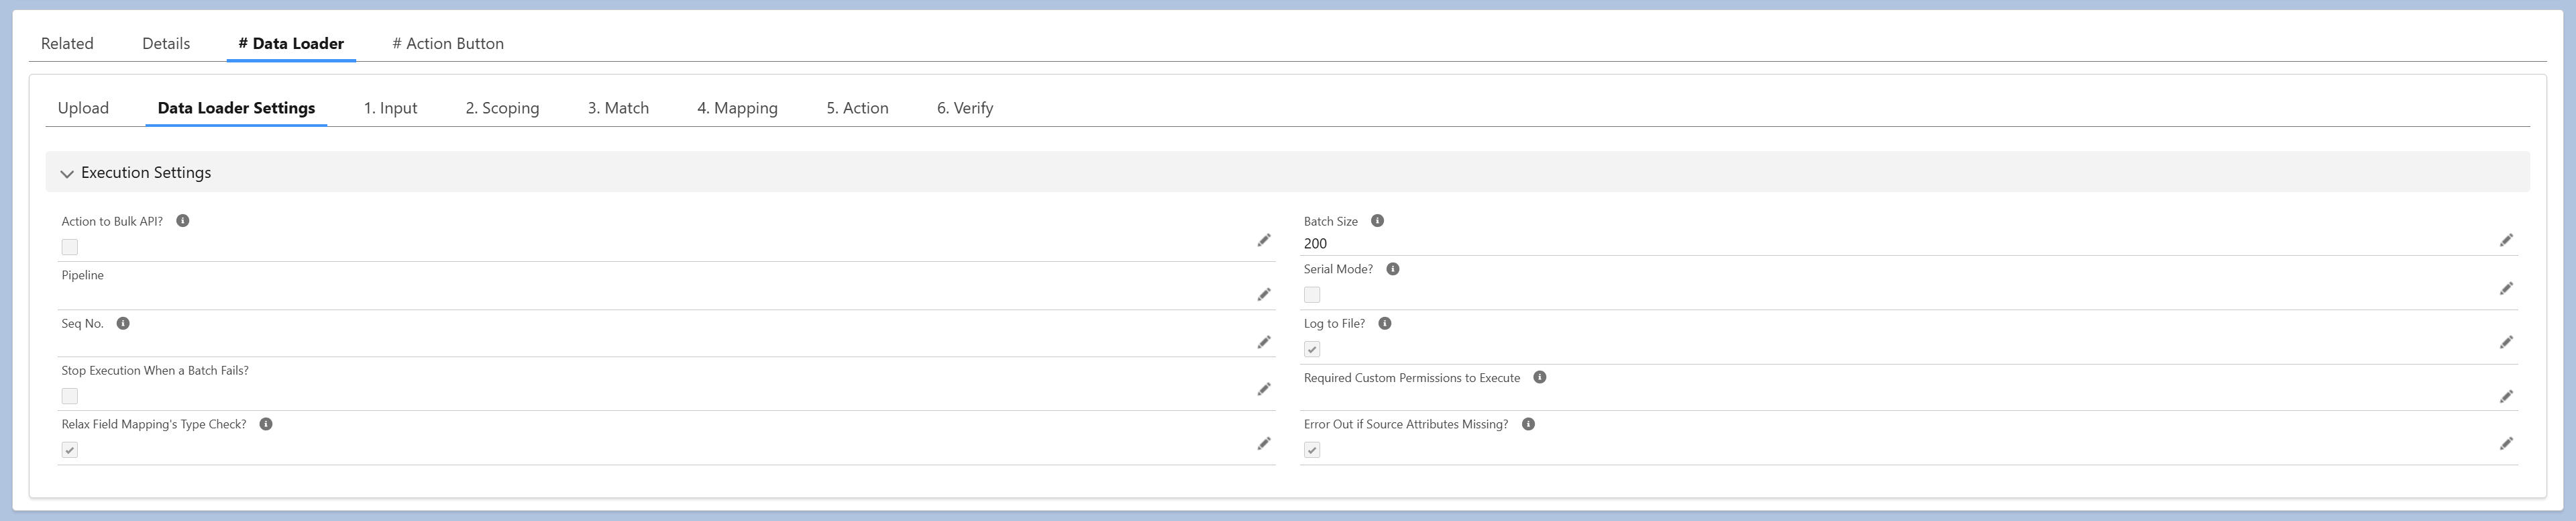 Related Details # Data Loader # Action Button
Upload Data Loader Settings 1. Input 2. Scoping 3. Match 4. Mapping 5. Action 6. Verify
Execution Settings
Action to Bulk API?
Batch Size
200
Pipeline
Serial Mode?
Seq No.
Log to File?
Stop Execution When a Batch Fails?
Required Custom Permissions to Execute
Relax Field Mapping's Type Check?
Error Out if Source Attributes Missing?